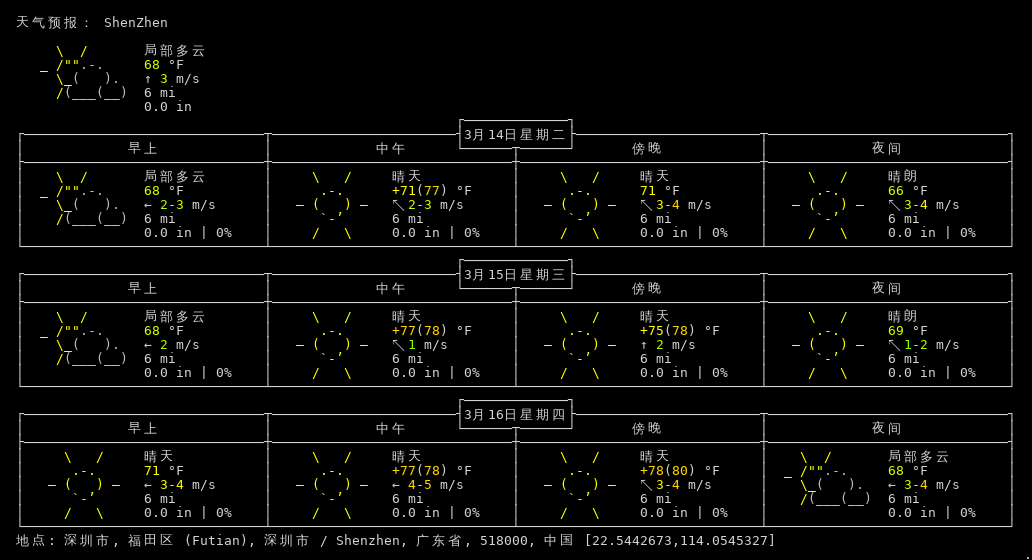 天气预报： ShenZhen
局部多云
68 °F
↑ 3 m/s
6 mi
0.0 in
3月14日星期二
早上 中午 傍晚 夜间
局部多云 晴天 晴天 晴朗
68 °F +71(77) °F 71 °F 66 °F
← 2-3 m/s ↖ 2-3 m/s ↖ 3-4 m/s ↖ 3-4 m/s
6 mi 6 mi 6 mi 6 mi
0.0 in | 0% 0.0 in | 0% 0.0 in | 0% 0.0 in | 0%
3月15日星期三
早上 中午 傍晚 夜间
局部多云 晴天 晴天 晴朗
68 °F +77(78) °F +75(78) °F 69 °F
← 2 m/s ↖ 1 m/s ↑ 2 m/s ↖ 1-2 m/s
6 mi 6 mi 6 mi 6 mi
0.0 in | 0% 0.0 in | 0% 0.0 in | 0% 0.0 in | 0%
3月16日星期四
早上 中午 傍晚 夜间
晴天 晴天 晴天 局部多云
71 °F +77(78) °F +78(80) °F 68 °F
← 3-4 m/s ← 4-5 m/s ↖ 3-4 m/s ← 3-4 m/s
6 mi 6 mi 6 mi 6 mi
0.0 in | 0% 0.0 in | 0% 0.0 in | 0% 0.0 in | 0%
地点: 深圳市, 福田区 (Futian), 深圳市 / Shenzhen, 广东省, 518000, 中国 [22.5442673,114.0545327]